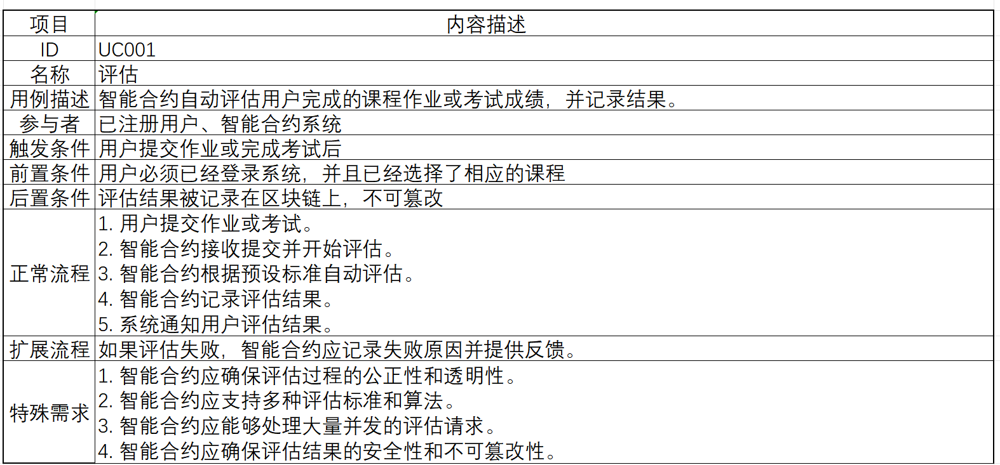 项目 内容描述
ID UC001
名称 评估
用例描述 智能合约自动评估用户完成的课程作业或考试成绩，并记录结果。
参与者 已注册用户、智能合约系统
触发条件 用户提交作业或完成考试后
前置条件 用户必须已经登录系统，并且已经选择了相应的课程
后置条件 评估结果被记录在区块链上，不可篡改
正常流程
1. 用户提交作业或考试。
2. 智能合约接收提交并开始评估。
3. 智能合约根据预设标准自动评估。
4. 智能合约记录评估结果。
5. 系统通知用户评估结果。
扩展流程 如果评估失败，智能合约应记录失败原因并提供反馈。
特殊需求
1. 智能合约应确保评估过程的公正性和透明性。
2. 智能合约应支持多种评估标准和算法。
3. 智能合约应能够处理大量并发的评估请求。
4. 智能合约应确保评估结果的安全性和不可篡改性。